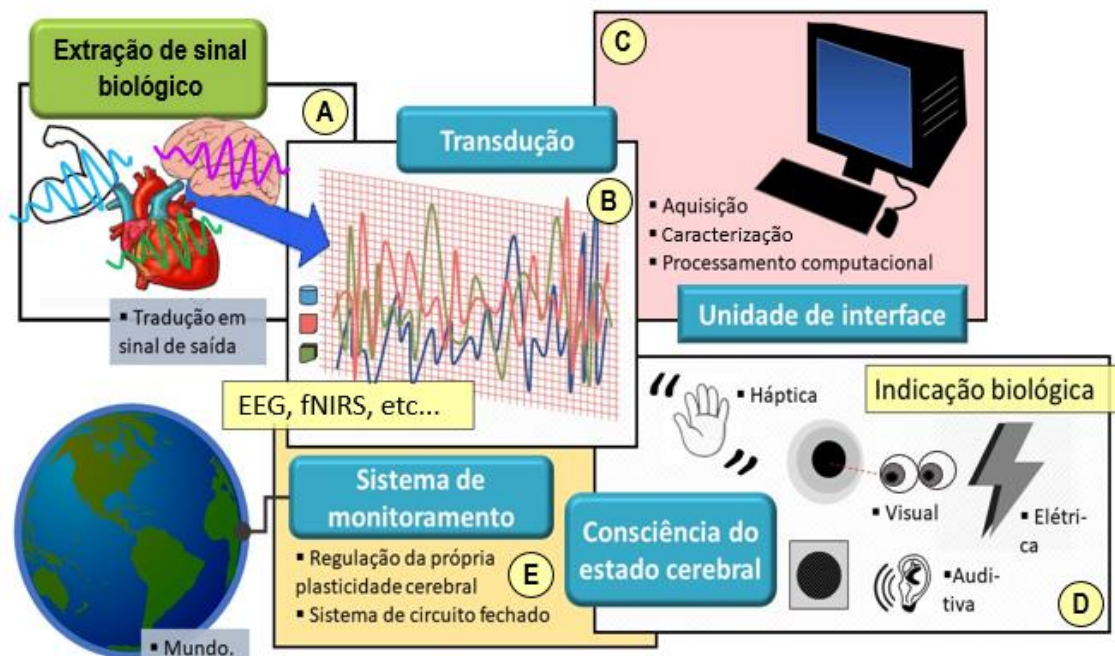 Extração de sinal
biológico
A
▪ Tradução em
sinal de saída
Transdução
B
EEG, fNIRS, etc...
C
▪ Aquisição
▪ Caracterização
▪ Processamento computacional
Unidade de interface
Indicação biológica
“
▪ Háptica
”
▪ Visual
▪ Elétri-
ca
▪Audi-
tiva
D
Consciência do
estado cerebral
Sistema de
monitoramento
▪ Regulação da própria
plasticidade cerebral
▪ Sistema de circuito fechado
E
▪ Mundo.